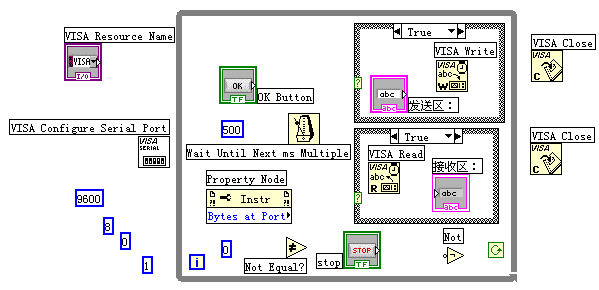 VISA Resource Name
VISA
I/O
VISA Configure Serial Port
VISA
SERIAL
9600
8
0
1
OK
TF
OK Button
500
Wait Until Next ms Multiple
Property Node
Instr
Bytes at Port
i
0
Not Equal?
stop
STOP
TF
Not
True
VISA Write
VISA
abc
W
abc
abc
发送区：
True
VISA Read
VISA
abc
R
接收区：
abc
abc
VISA Close
VISA
C
VISA Close
VISA
C